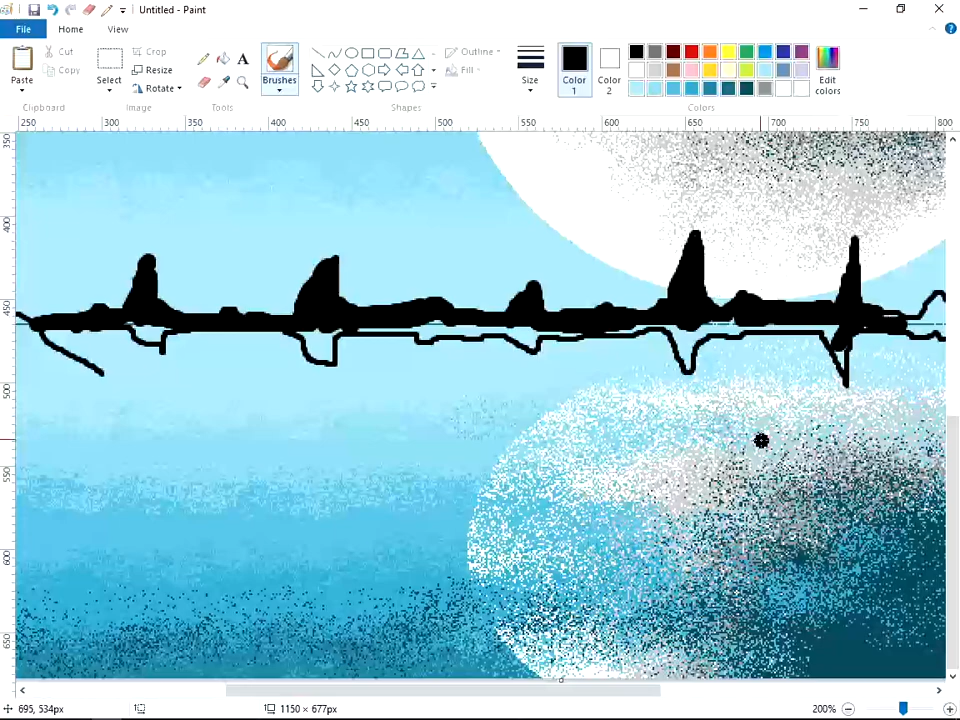 Untitled - Paint
File
Home
View
Paste
Cut
Copy
Clipboard
Select
Crop
Resize
Rotate
Image
A
Tools
Brushes
Outline
Fill
Shapes
Size
Color 1
Color 2
Edit colors
Colors
250 300 350 400 450 500 550 600 650 700 750 800
350
400
450
500
550
600
650
695, 534px
1150 × 677px
200%